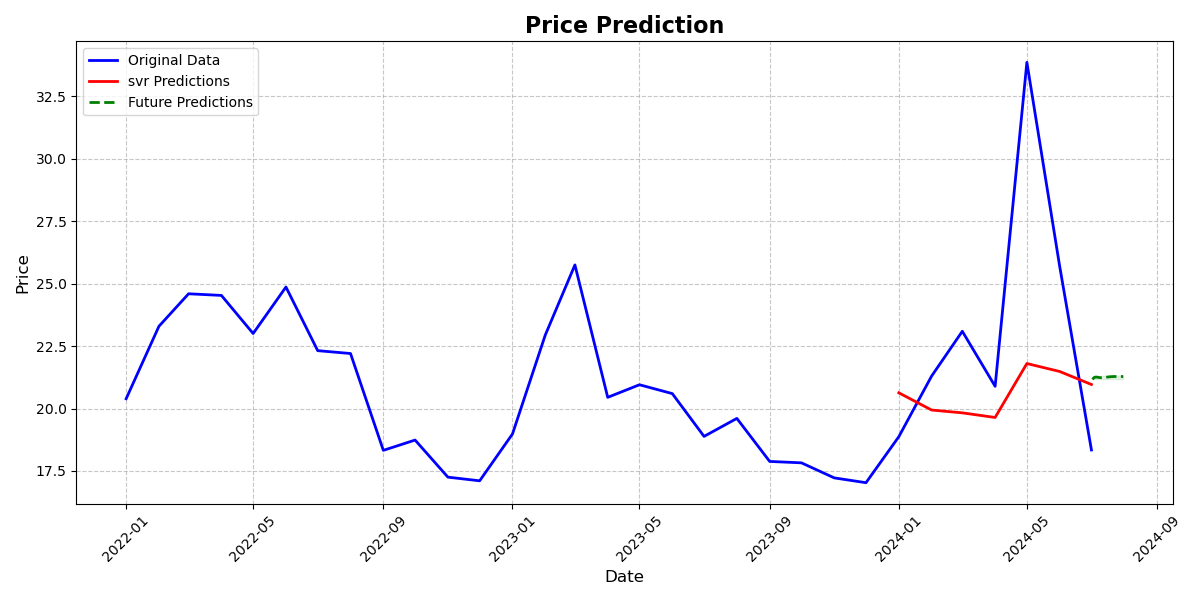 Price Prediction
Original Data
svr Predictions
Future Predictions
Price
32.5
30.0
27.5
25.0
22.5
20.0
17.5
2022-01
2022-05
2022-09
2023-01
2023-05
2023-09
2024-01
2024-05
2024-09
Date